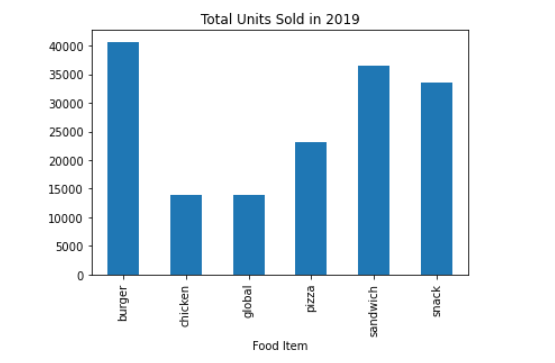 Total Units Sold in 2019
40000
35000
30000
25000
20000
15000
10000
5000
0
burger
chicken
global
pizza
sandwich
snack
Food Item